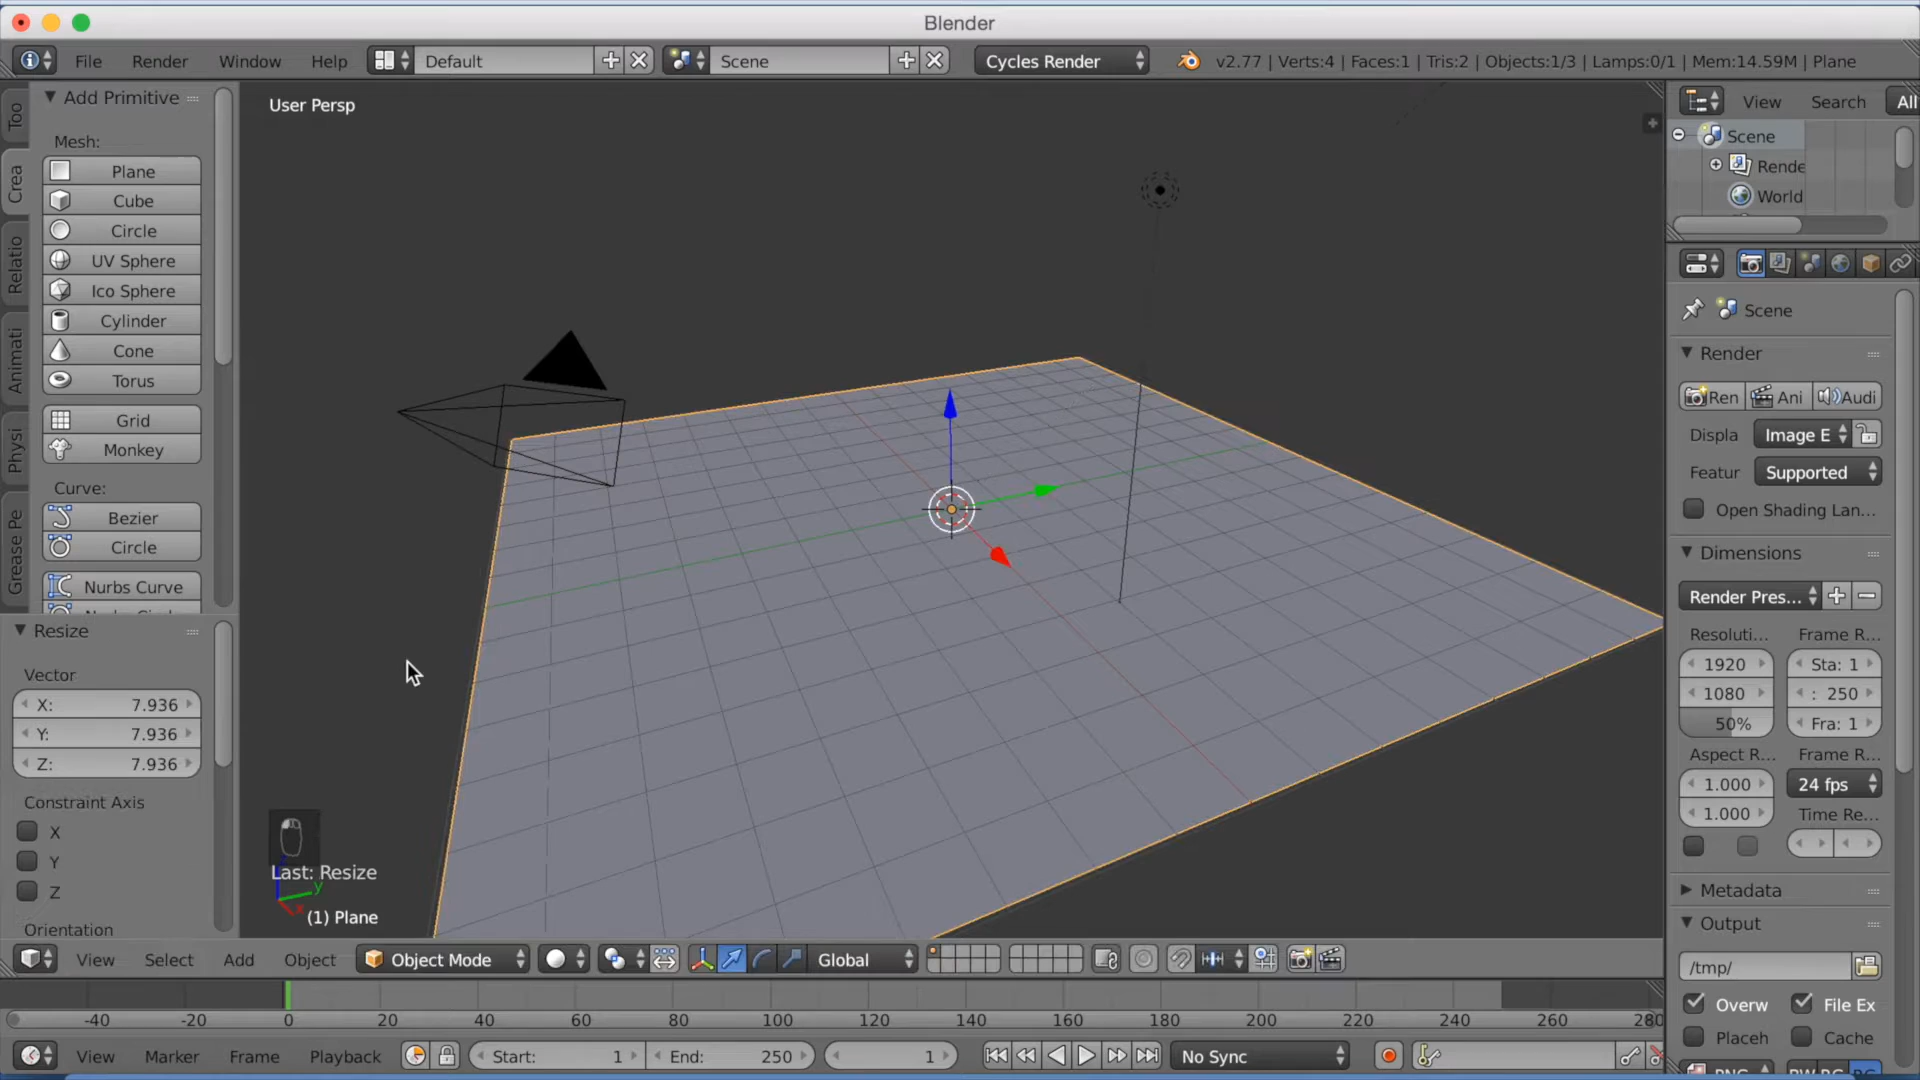 Blender
File Render Window Help Default Scene Cycles Render v2.77 | Verts:4 | Faces:1 | Tris:2 | Objects:1/3 | Lamps:0/1 | Mem:14.59M | Plane
Too
Crea
Relatio
Animati
Physi
Grease Pe
Add Primitive
Mesh:
Plane
Cube
Circle
UV Sphere
Ico Sphere
Cylinder
Cone
Torus
Grid
Monkey
Curve:
Bezier
Circle
Nurbs Curve
Resize
Vector
X: 7.936
Y: 7.936
Z: 7.936
Constraint Axis
X
Y
Z
Orientation
User Persp
Last: Resize
y
(1) Plane
View Select Add Object Object Mode Global
View Search All
Scene
Rende
World
Scene
Render
Ren Ani Audi
Displa Image E
Featur Supported
Open Shading Lan...
Dimensions
Render Pres...
Resoluti... Frame R...
1920 Sta: 1
1080 : 250
50% Fra: 1
Aspect R... Frame R...
1.000 24 fps
1.000 Time Re...
Metadata
Output
/tmp/
Overw File Ex
Placeh Cache
-40 -20 0 20 40 60 80 100 120 140 160 180 200 220 240 260 280
View Marker Frame Playback Start: 1 End: 250 1 No Sync